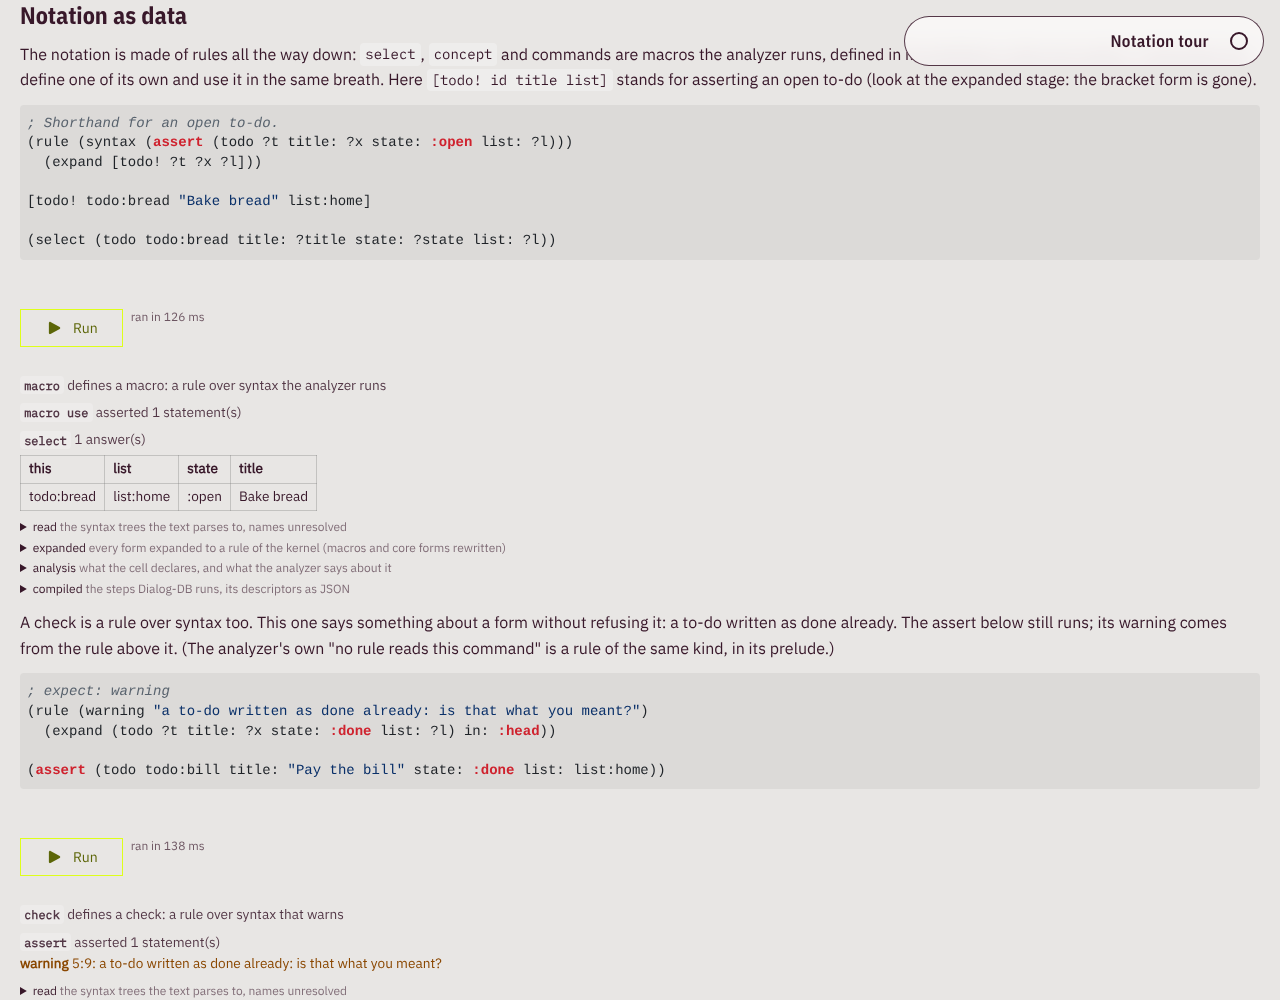 Notation as data
Notation tour
The notation is made of rules all the way down: select, concept and commands are macros the analyzer runs, defined in
define one of its own and use it in the same breath. Here [todo! id title list] stands for asserting an open to-do (look at the expanded stage: the bracket form is gone).
; Shorthand for an open to-do.
(rule (syntax (assert (todo ?t title: ?x state: :open list: ?l)))
  (expand [todo! ?t ?x ?l]))
[todo! todo:bread "Bake bread" list:home]
(select (todo todo:bread title: ?title state: ?state list: ?l))
Run ran in 126 ms
macro defines a macro: a rule over syntax the analyzer runs
macro use asserted 1 statement(s)
select 1 answer(s)
this list state title
todo:bread list:home :open Bake bread
read the syntax trees the text parses to, names unresolved
expanded every form expanded to a rule of the kernel (macros and core forms rewritten)
analysis what the cell declares, and what the analyzer says about it
compiled the steps Dialog-DB runs, its descriptors as JSON
A check is a rule over syntax too. This one says something about a form without refusing it: a to-do written as done already. The assert below still runs; its warning comes
from the rule above it. (The analyzer's own "no rule reads this command" is a rule of the same kind, in its prelude.)
; expect: warning
(rule (warning "a to-do written as done already: is that what you meant?")
  (expand (todo ?t title: ?x state: :done list: ?l) in: :head))
(assert (todo todo:bill title: "Pay the bill" state: :done list: list:home))
Run ran in 138 ms
check defines a check: a rule over syntax that warns
assert asserted 1 statement(s)
warning 5:9: a to-do written as done already: is that what you meant?
read the syntax trees the text parses to, names unresolved